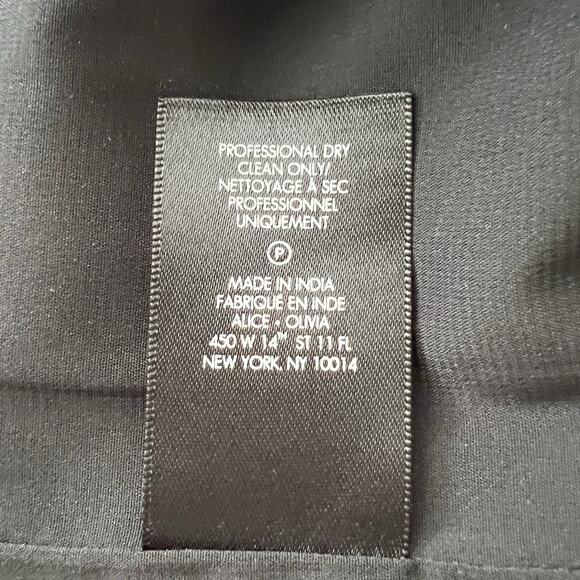 PROFESSIONAL DRY
CLEAN ONLY/
NETTOYAGE À SEC
PROFESSIONNEL
UNIQUEMENT
P
MADE IN INDIA
FABRIQUÉ EN INDE
ALICE + OLIVIA
450 W 14TH ST 11 FL
NEW YORK, NY 10014